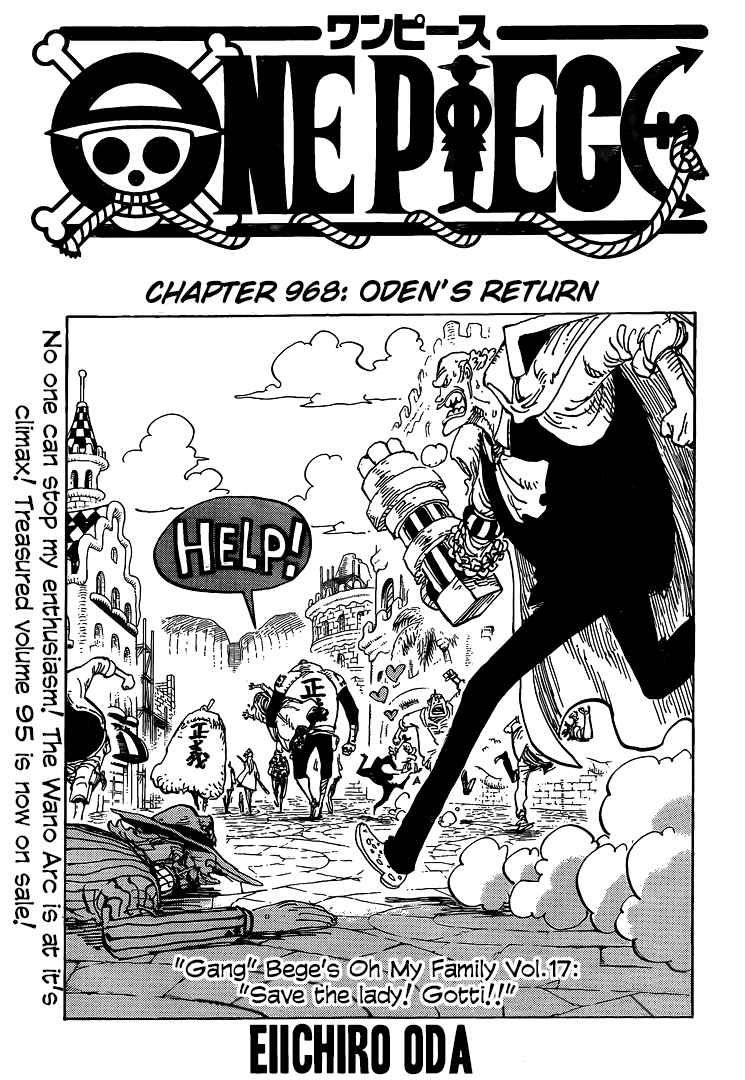 ワンピース
ONE PIECE
CHAPTER 968: ODEN'S RETURN
No one can stop my enthusiasm! The Wano Arc is at it's
climax! Treasured volume 95 is now on sale!
HELP!
正義
正義
"Gang" Bege's Oh My Family Vol.17:
"Save the lady! Gotti!!"
EIICHIRO ODA